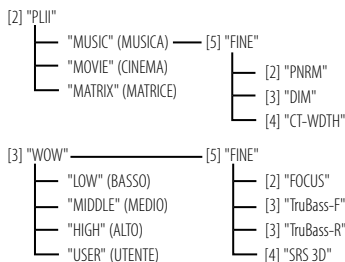 [2] "PLII"
"MUSIC" (MUSICA) [5] "FINE"
"MOVIE" (CINEMA) [2] "PNRM"
"MATRIX" (MATRICE) [3] "DIM"
[4] "CT-WDTH"
[3] "WOW" [5] "FINE"
"LOW" (BASSO) [2] "FOCUS"
"MIDDLE" (MEDIO) [3] "TruBass-F"
"HIGH" (ALTO) [3] "TruBass-R"
"USER" (UTENTE) [4] "SRS 3D"